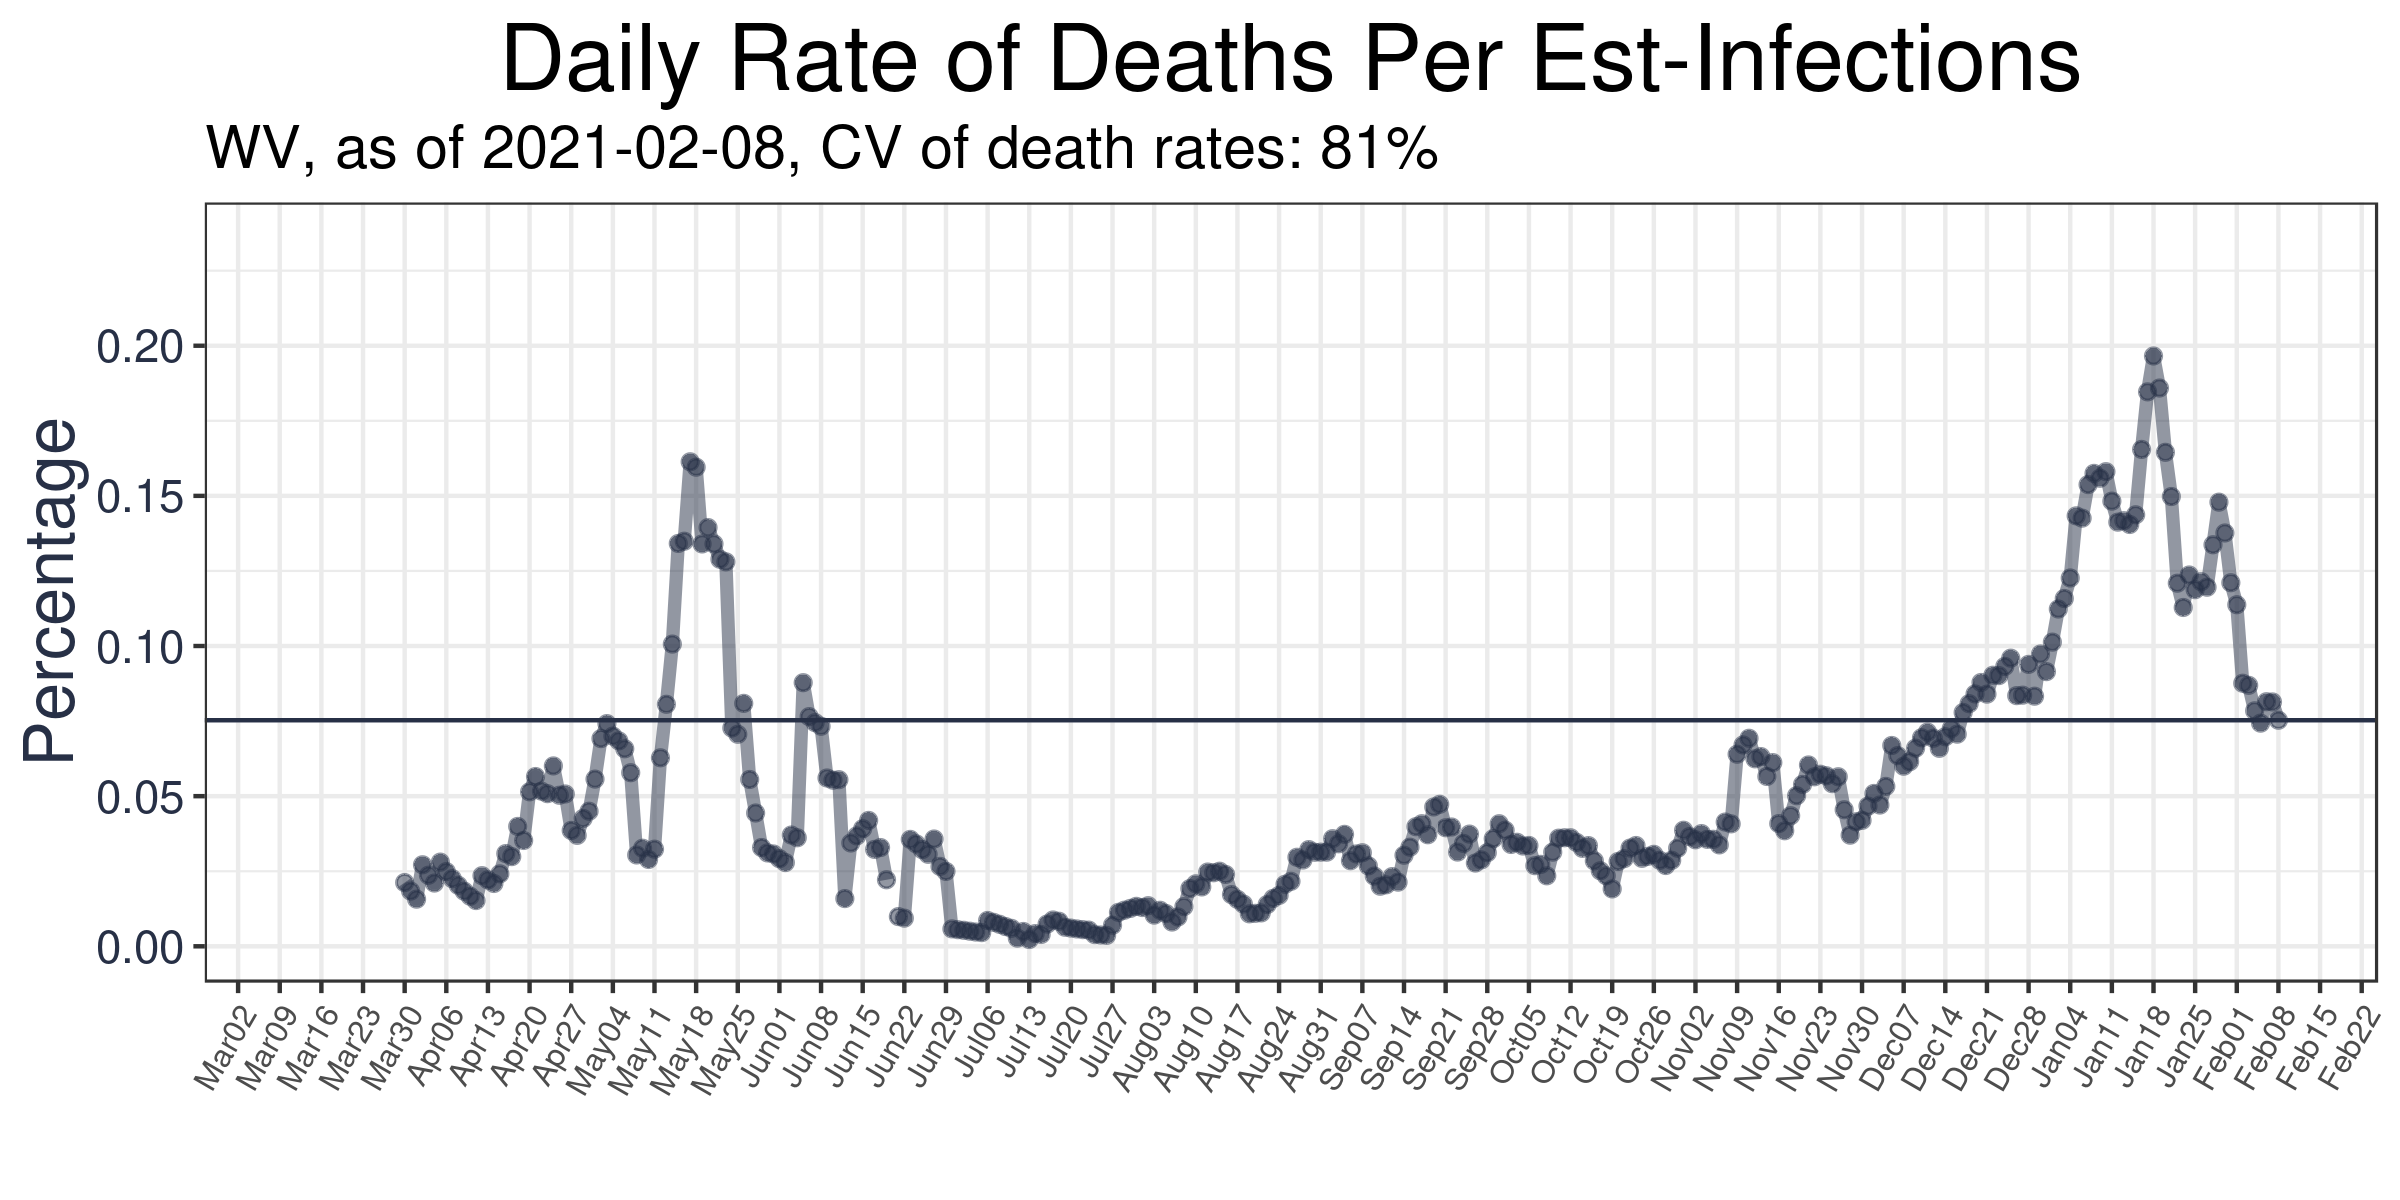 Daily Rate of Deaths Per Est-Infections
WV, as of 2021-02-08, CV of death rates: 81%
Percentage
0.20
0.15
0.10
0.05
0.00
Mar02
Mar09
Mar16
Mar23
Mar30
Apr06
Apr13
Apr20
Apr27
May04
May11
May18
May25
Jun01
Jun08
Jun15
Jun22
Jun29
Jul06
Jul13
Jul20
Jul27
Aug03
Aug10
Aug17
Aug24
Aug31
Sep07
Sep14
Sep21
Sep28
Oct05
Oct12
Oct19
Oct26
Nov02
Nov09
Nov16
Nov23
Nov30
Dec07
Dec14
Dec21
Dec28
Jan04
Jan11
Jan18
Jan25
Feb01
Feb08
Feb15
Feb22